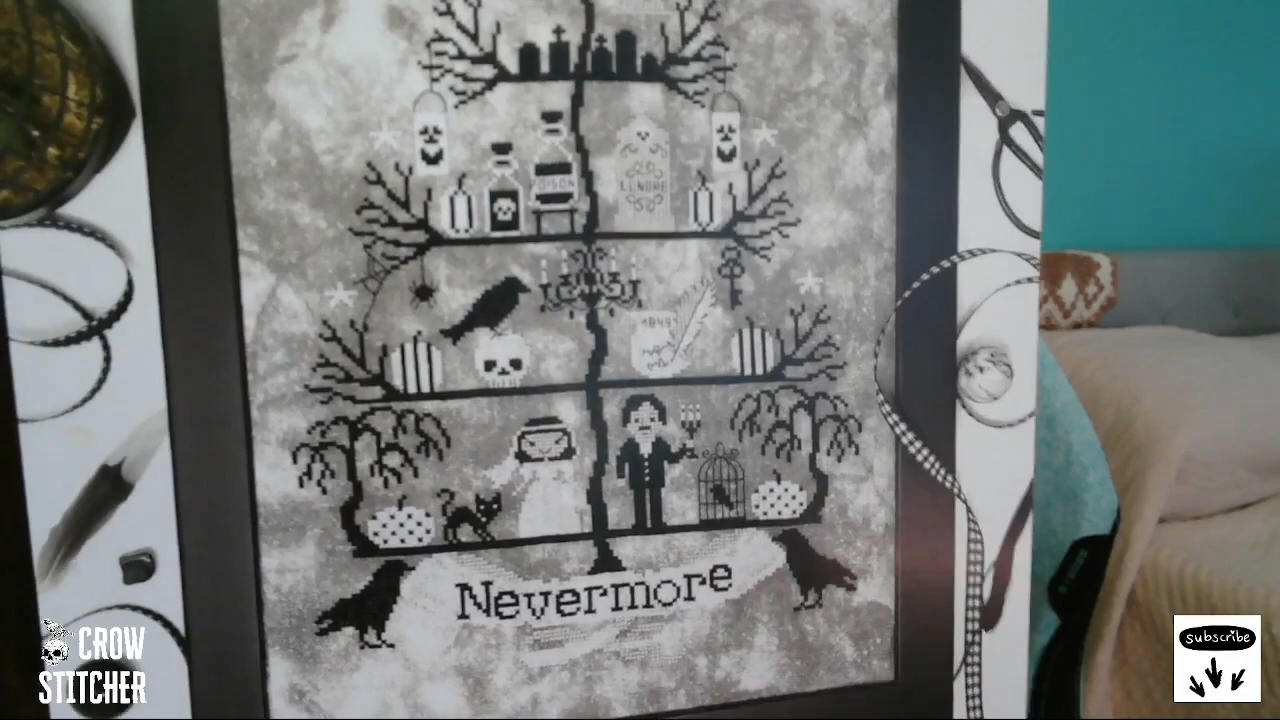 POISON
LENORE
1849
Nevermore
CROW
STITCHER
subscribe